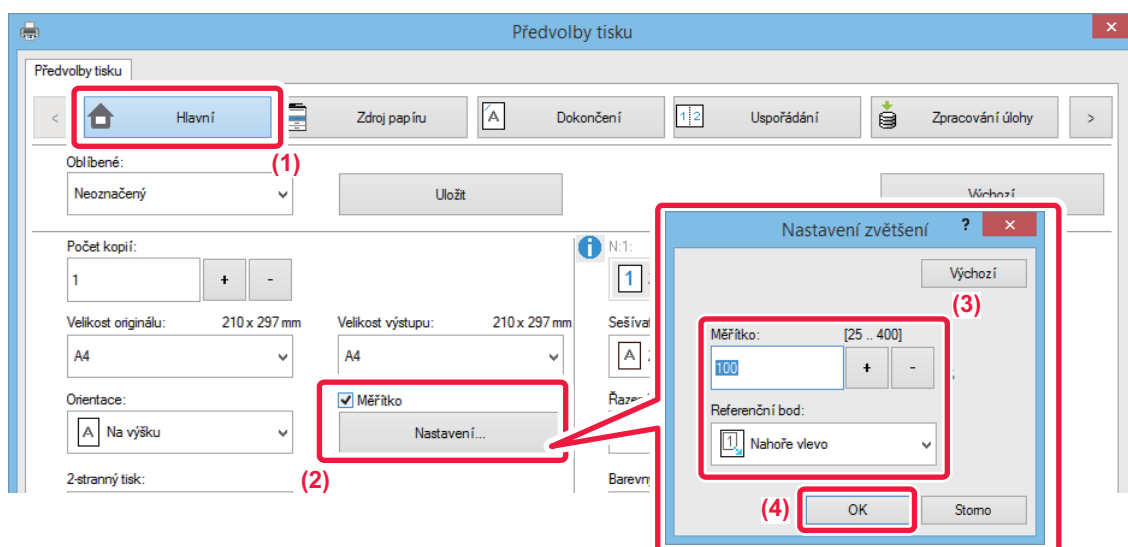 Předvolby tisku
Předvolby tisku
< Hlavní Zdroj papíru Dokončení Uspořádání Zpracování úlohy >
(1)
Oblíbené:
Neoznačený Uložit Výchozí
Počet kopií: N:1:
1 + - 1
Velikost originálu: 210 x 297 mm Velikost výstupu: 210 x 297 mm
A4 A4
Orientace: Měřítko
Na výšku Nastavení...
2-stranný tisk:
(2)
Nastavení zvětšení ?
Výchozí
(3)
Měřítko: [25 .. 400]
100 + -
Referenční bod:
1 Nahoře vlevo
(4) OK Storno